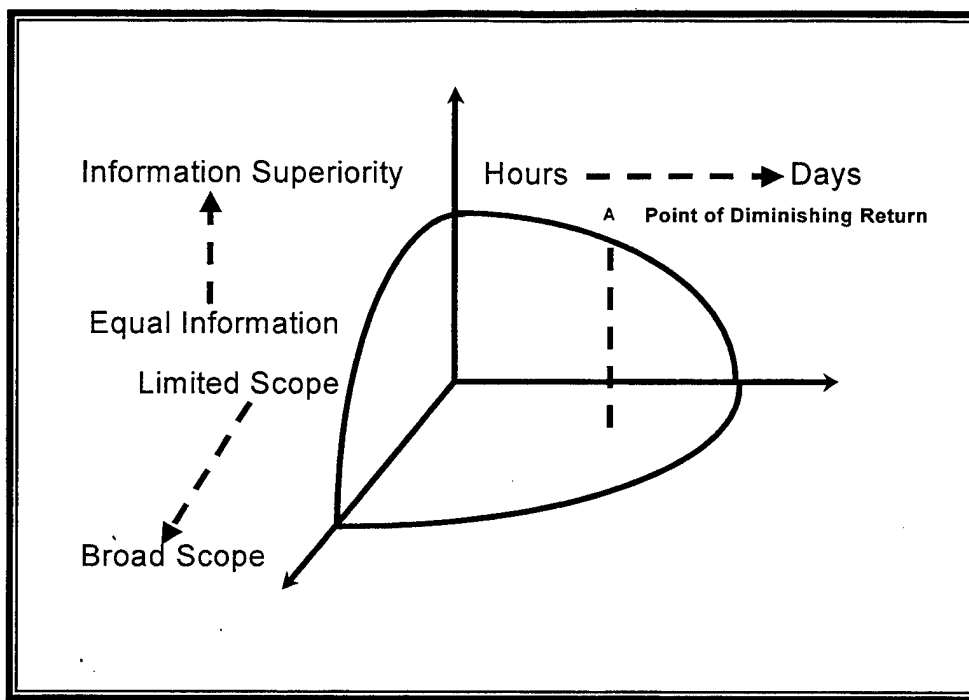 Information Superiority
Hours
Days
A
Point of Diminishing Return
Equal Information
Limited Scope
Broad Scope